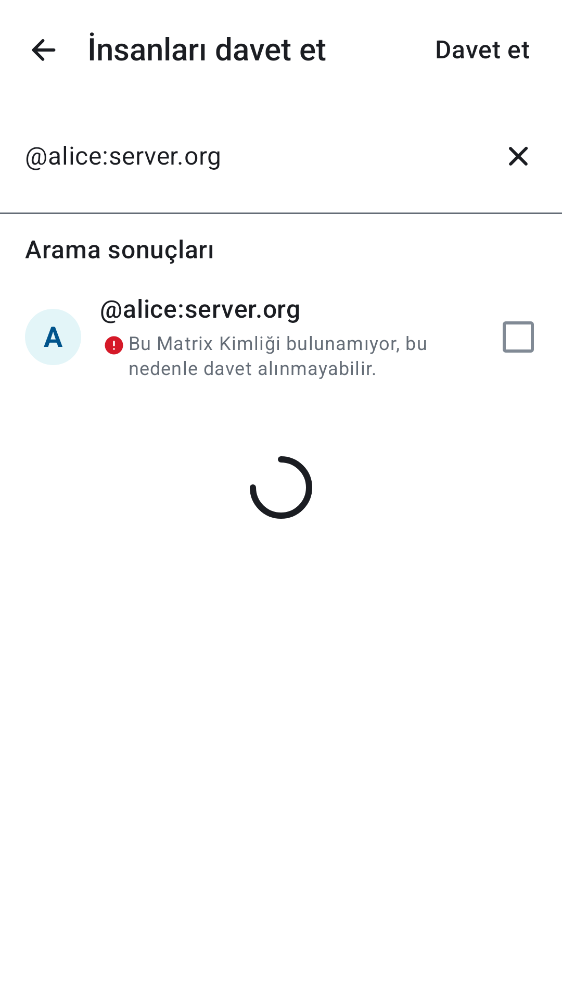 İnsanları davet et
Davet et
@alice:server.org
Arama sonuçları
A
@alice:server.org
Bu Matrix Kimliği bulunamıyor, bu
nedenle davet alınmayabilir.